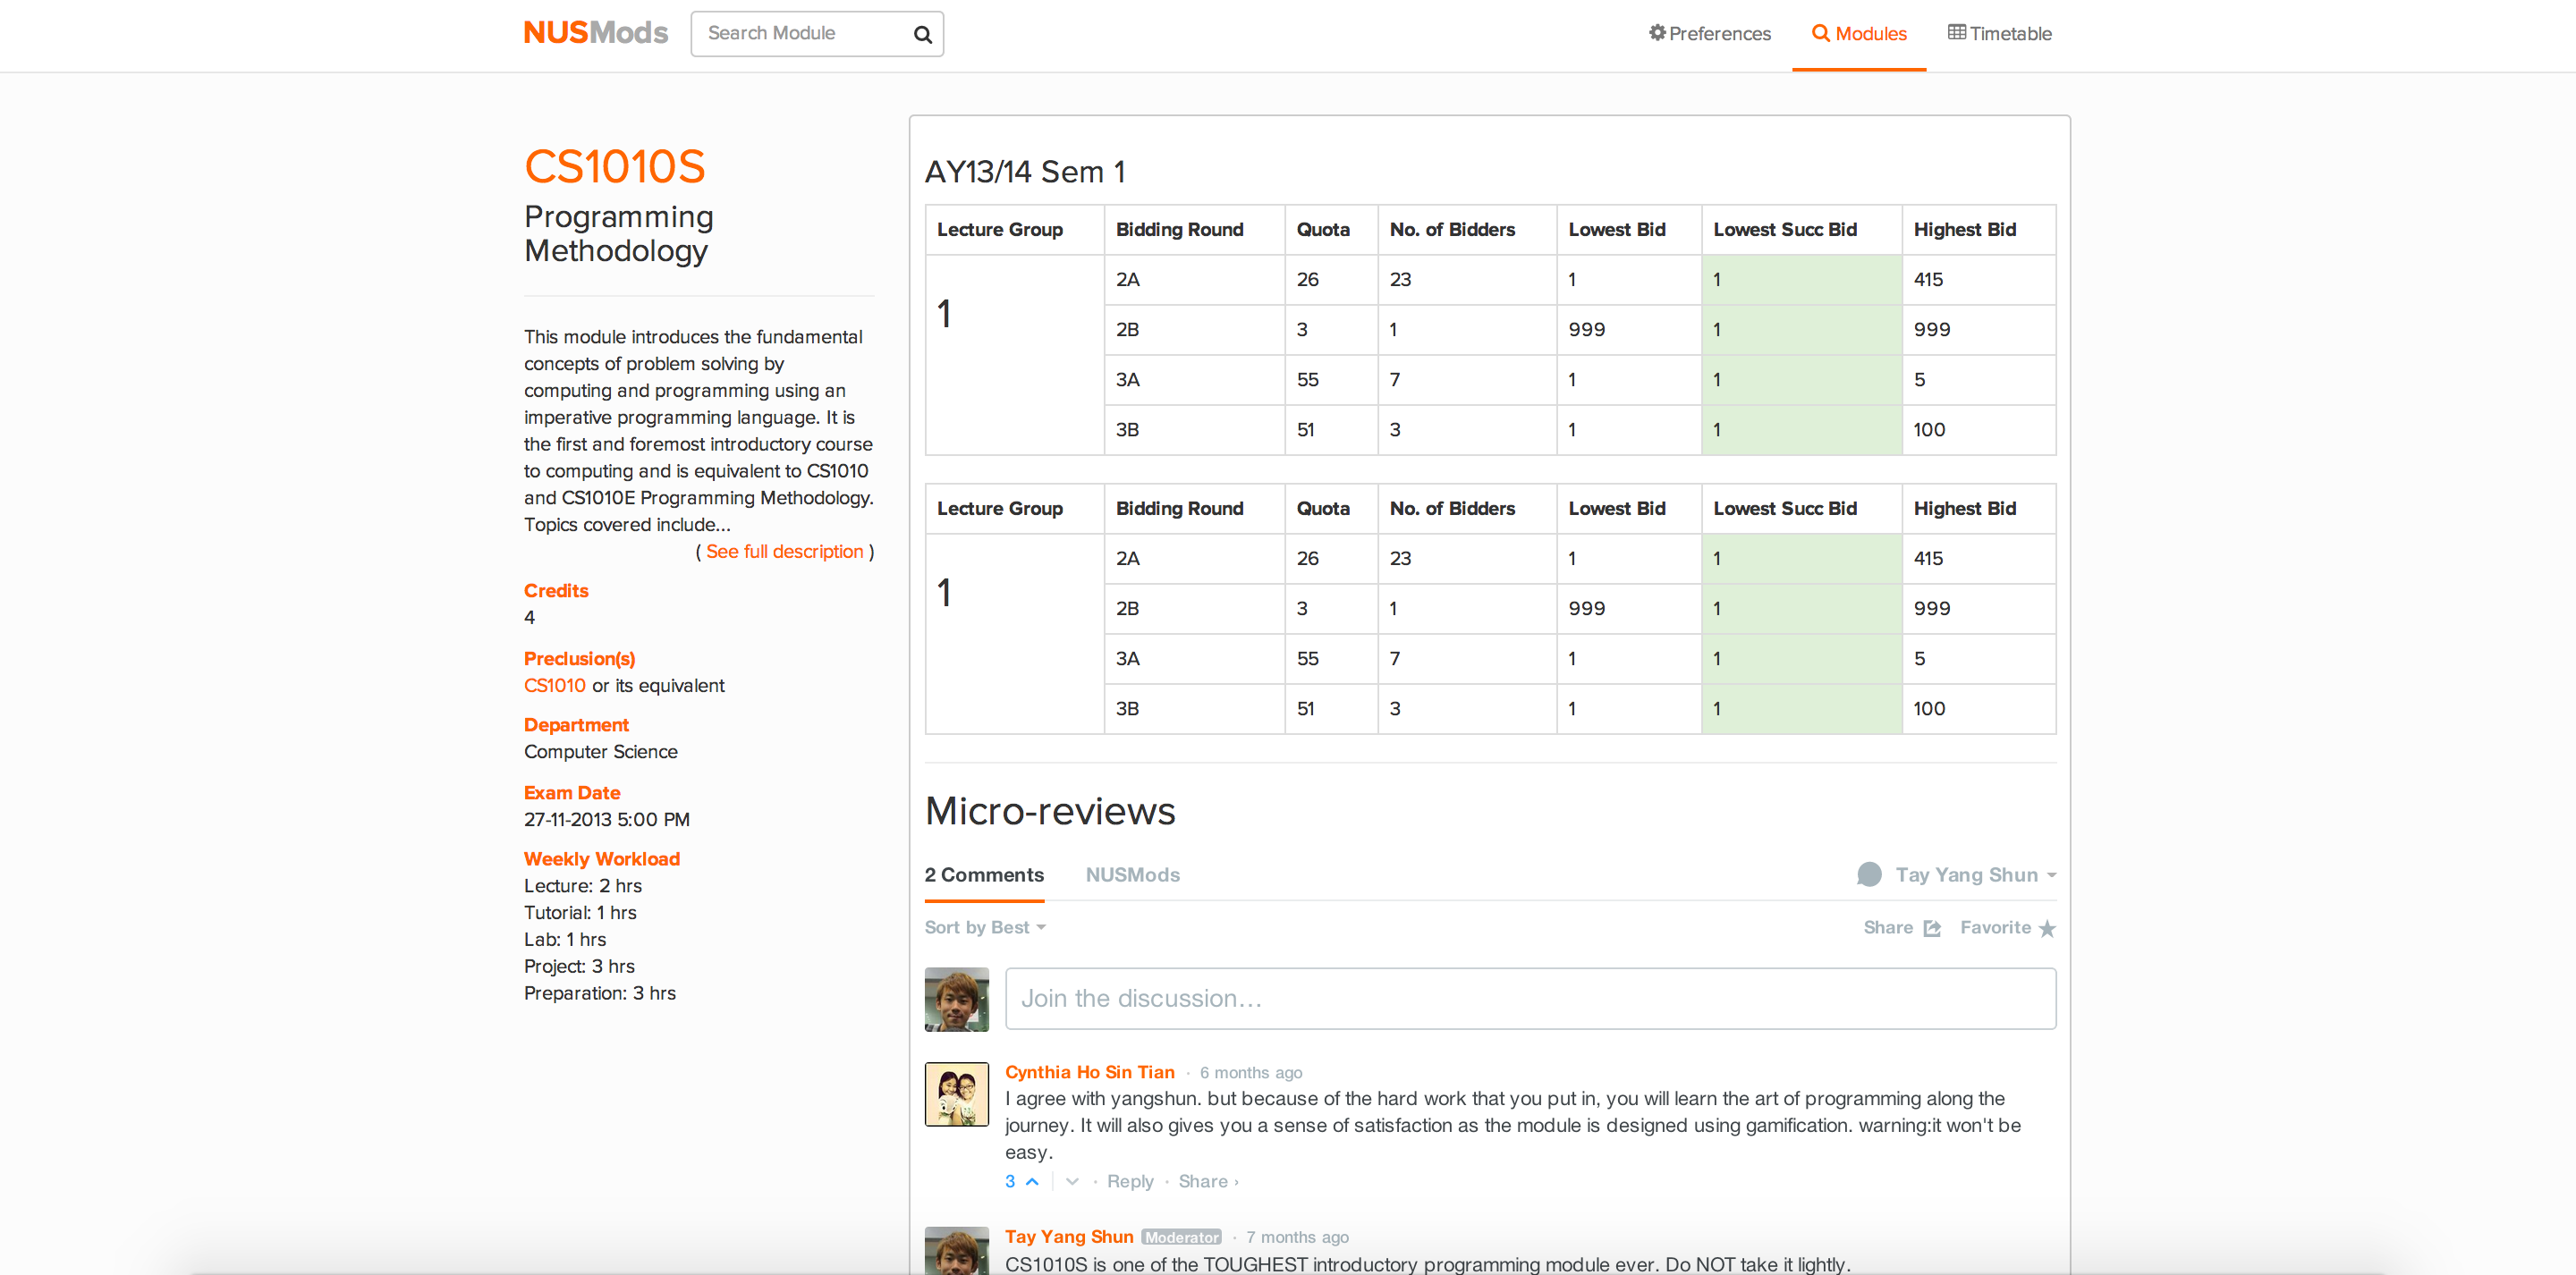 NUSMods
Search Module
Preferences
Modules
Timetable
CS1010S
Programming
Methodology
This module introduces the fundamental
concepts of problem solving by
computing and programming using an
imperative programming language. It is
the first and foremost introductory course
to computing and is equivalent to CS1010
and CS1010E Programming Methodology.
Topics covered include...
( See full description )
Credits
4
Preclusion(s)
CS1010 or its equivalent
Department
Computer Science
Exam Date
27-11-2013 5:00 PM
Weekly Workload
Lecture: 2 hrs
Tutorial: 1 hrs
Lab: 1 hrs
Project: 3 hrs
Preparation: 3 hrs
AY13/14 Sem 1
Lecture Group Bidding Round Quota No. of Bidders Lowest Bid Lowest Succ Bid Highest Bid
1
2A 26 23 1 1 415
2B 3 1 999 1 999
3A 55 7 1 1 5
3B 51 3 1 1 100
Lecture Group Bidding Round Quota No. of Bidders Lowest Bid Lowest Succ Bid Highest Bid
1
2A 26 23 1 1 415
2B 3 1 999 1 999
3A 55 7 1 1 5
3B 51 3 1 1 100
Micro-reviews
2 Comments NUSMods Tay Yang Shun
Sort by Best Share Favorite
Join the discussion...
Cynthia Ho Sin Tian · 6 months ago
I agree with yangshun. but because of the hard work that you put in, you will learn the art of programming along the
journey. It will also gives you a sense of satisfaction as the module is designed using gamification. warning:it won't be
easy.
3 · Reply · Share ›
Tay Yang Shun Moderator · 7 months ago
CS1010S is one of the TOUGHEST introductory programming module ever. Do NOT take it lightly.